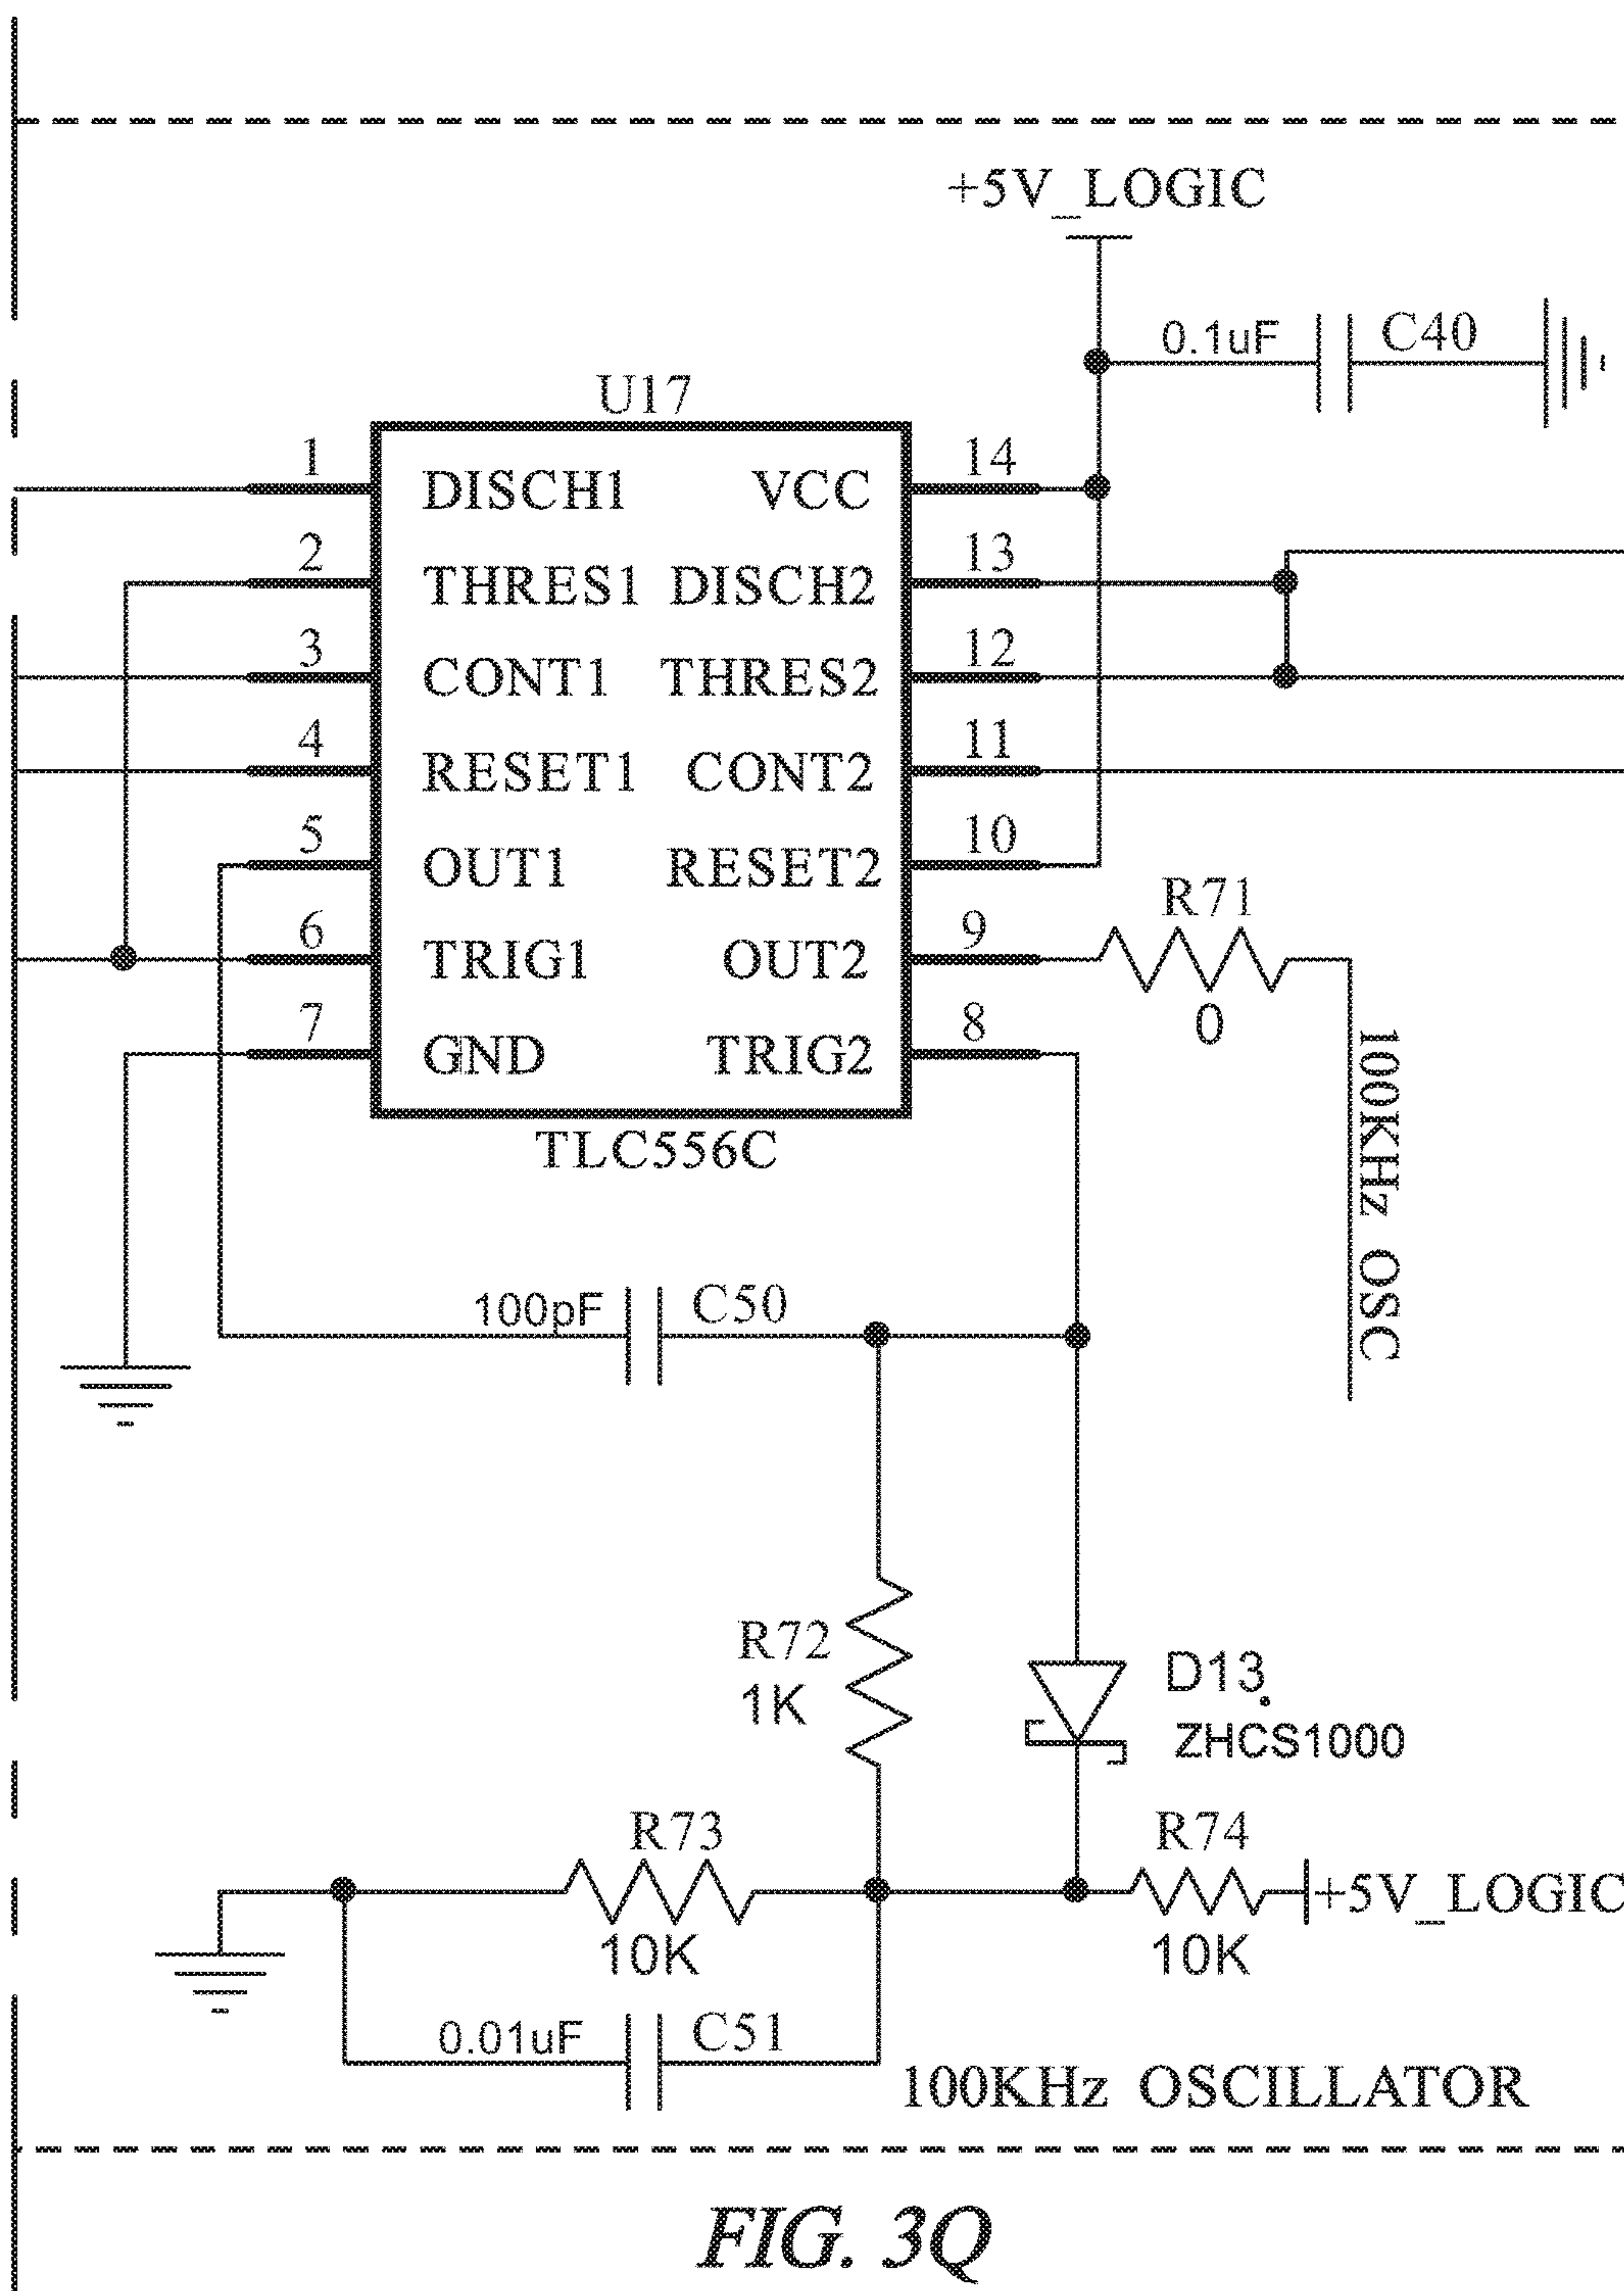 +5V_LOGIC
0.1uF C40
U17
1 DISCH1 VCC 14
2 THRES1 DISCH2 13
3 CONT1 THRES2 12
4 RESET1 CONT2 11
5 OUT1 RESET2 10
R71
6 TRIG1 OUT2 9
0
7 GND TRIG2 8
TLC556C
100KHz OSC
100pF C50
R72
1K
D13
ZHCS1000
R73
10K
R74
10K
+5V_LOGIC
0.01uF C51
100KHz OSCILLATOR
FIG. 3Q